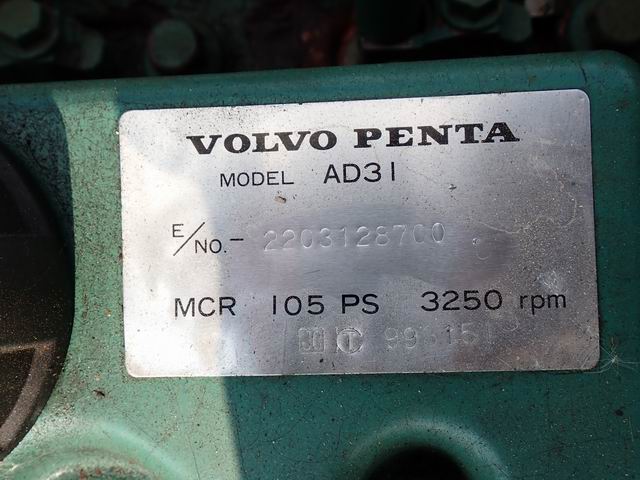 VOLVO PENTA
MODEL AD31
E/No.- 2203128700
MCR 105 PS 3250 rpm